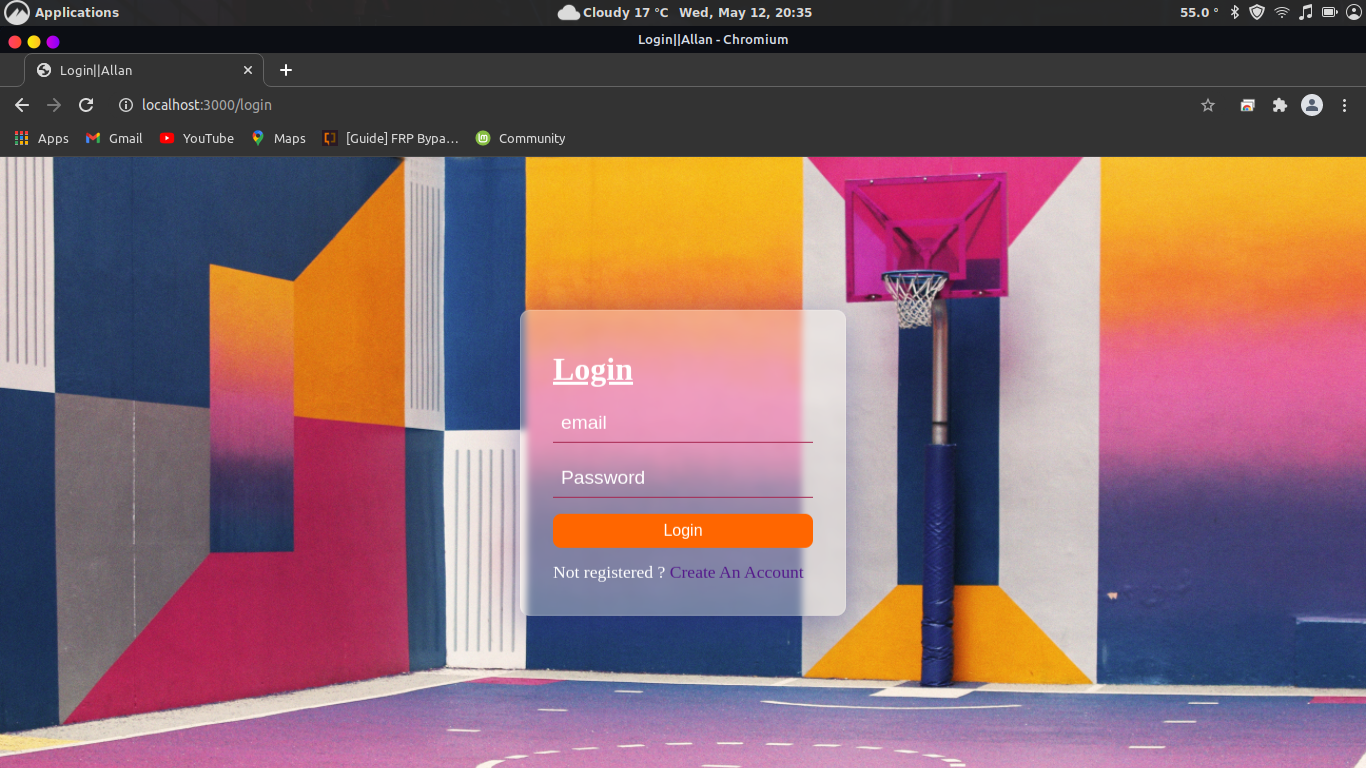 Applications
Cloudy 17 °C Wed, May 12, 20:35
55.0 °
Login||Allan - Chromium
Login||Allan
localhost:3000/login
Apps Gmail YouTube Maps [Guide] FRP Bypa… Community
Login
email
Password
Login
Not registered ? Create An Account